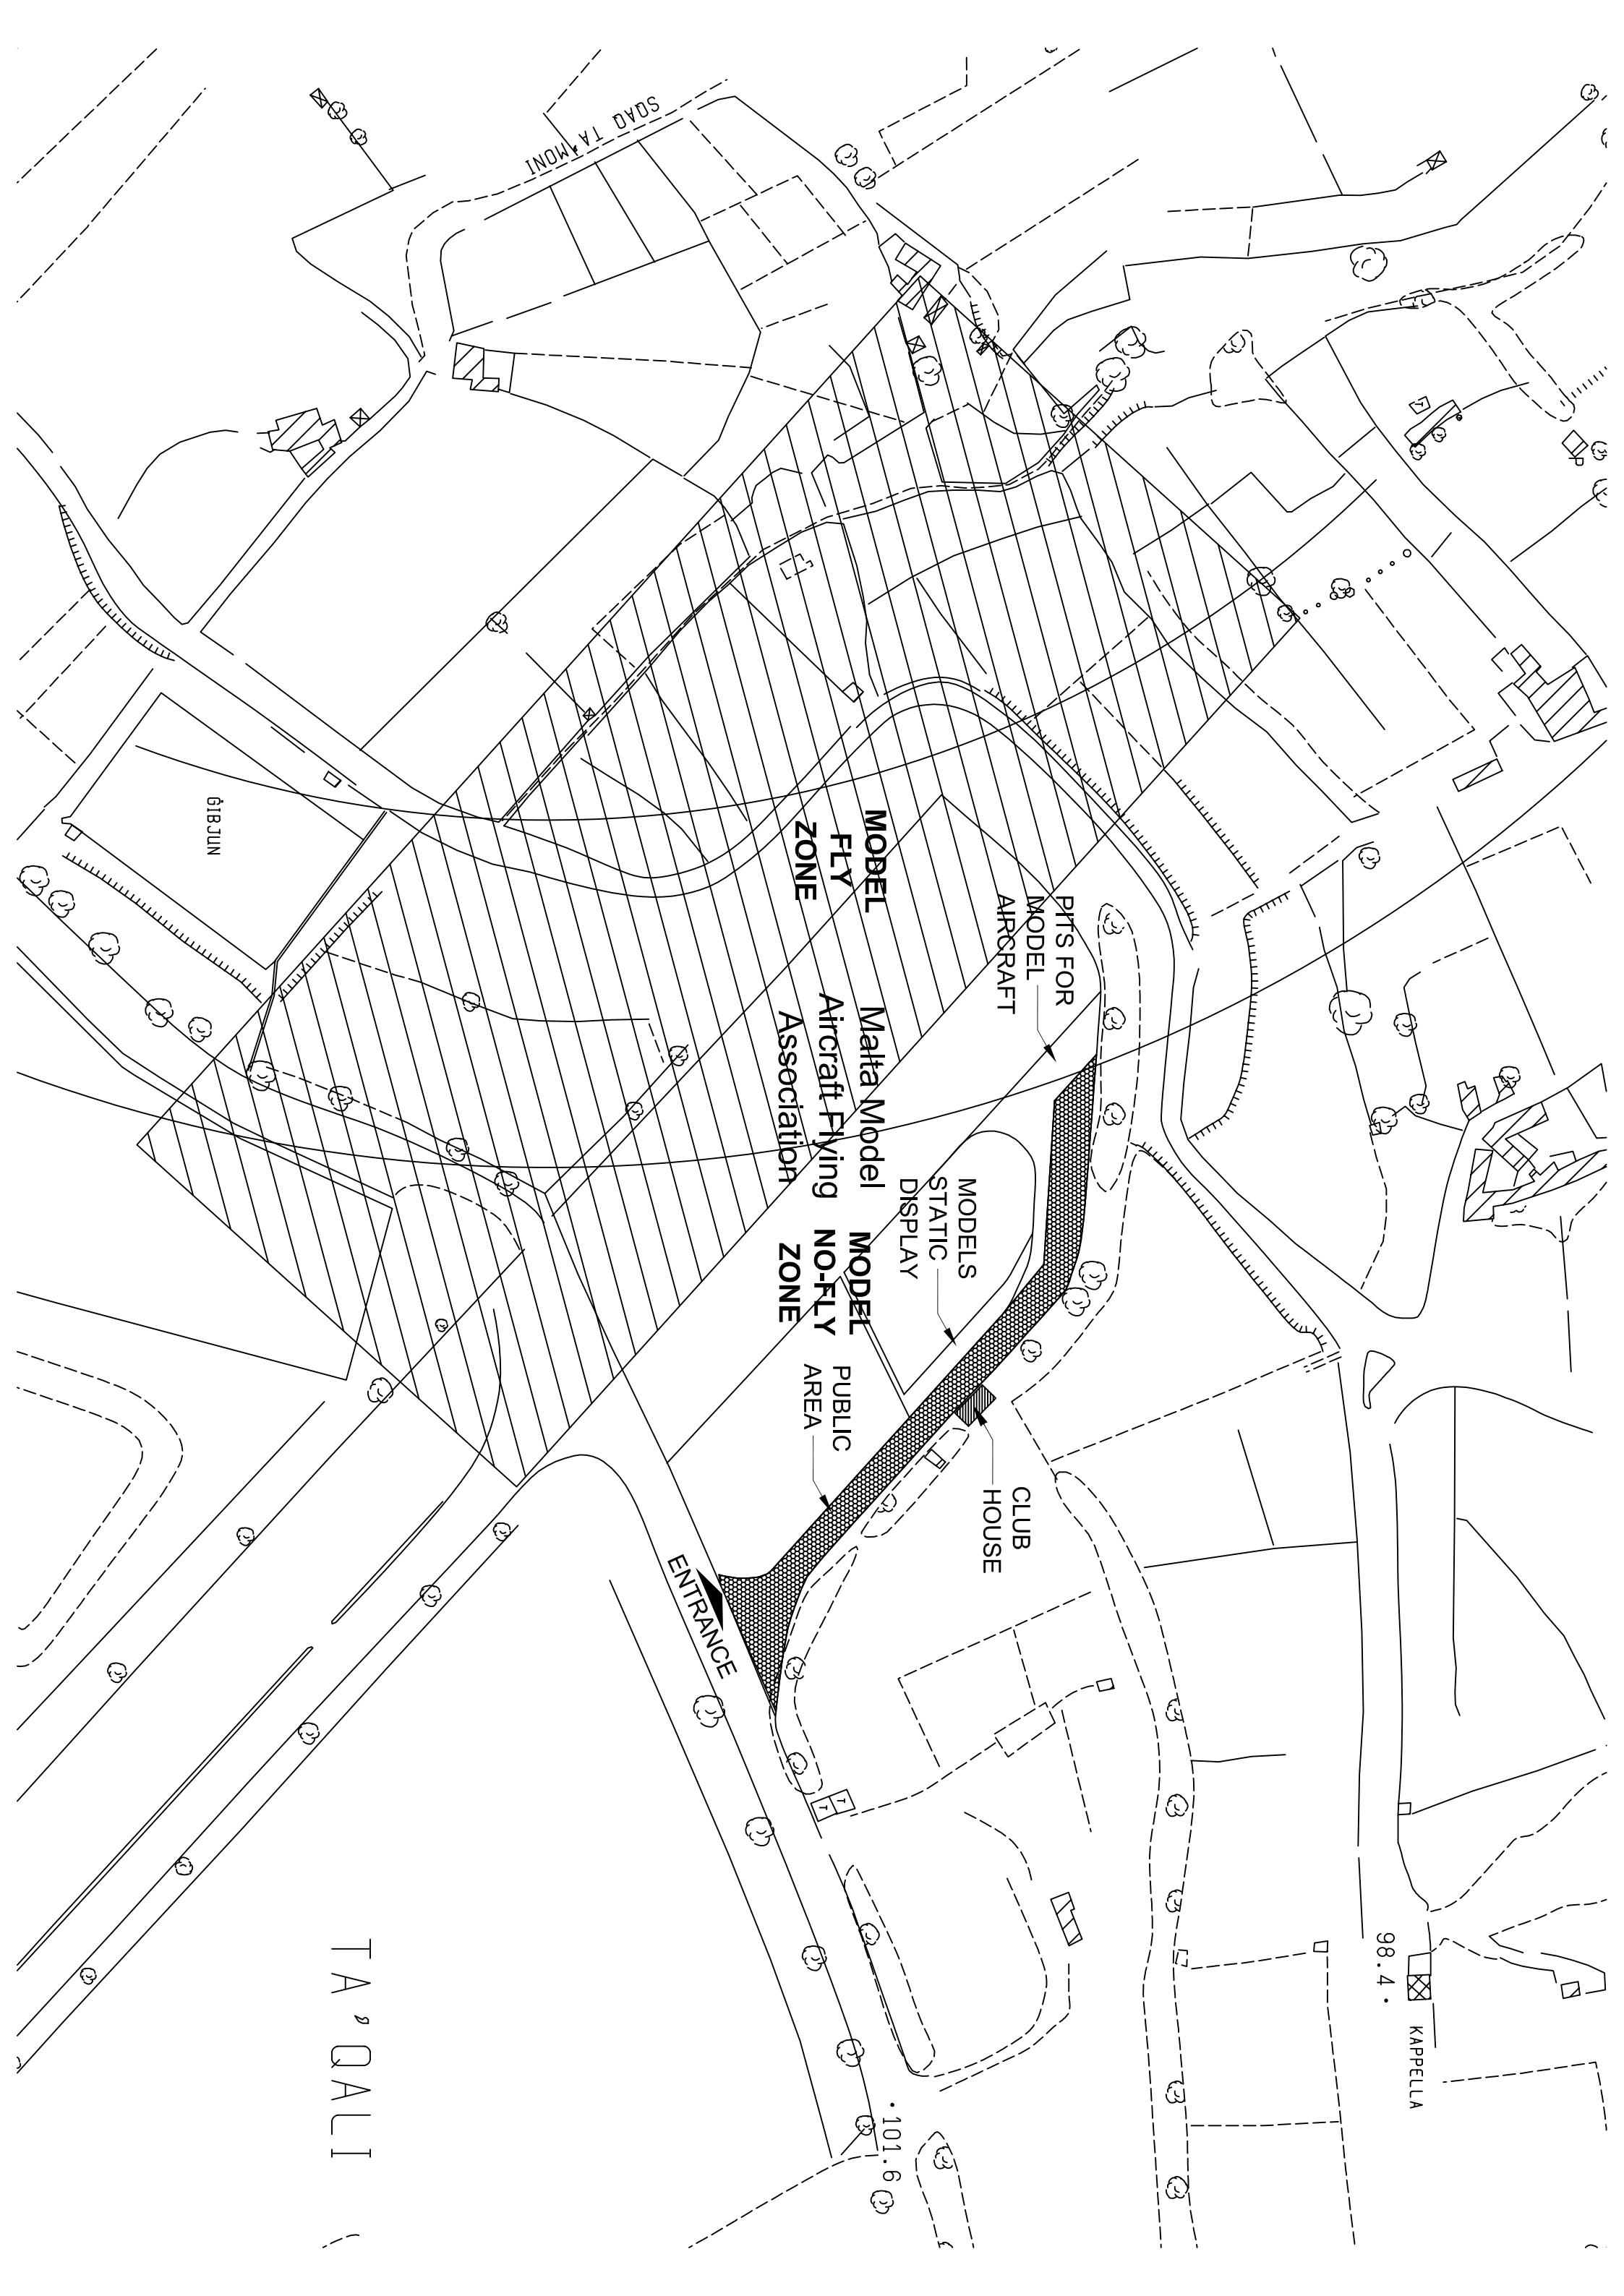 SQAQ TA' MONI
ĠIBJUN
MODEL
FLY
ZONE
PITS FOR
MODEL
AIRCRAFT
Malta Model
Aircraft Flying
Association
MODELS
STATIC
DISPLAY
MODEL
NO-FLY
ZONE
PUBLIC
AREA
CLUB
HOUSE
ENTRANCE
98.4
KAPPELLA
101.6
TA'QALI